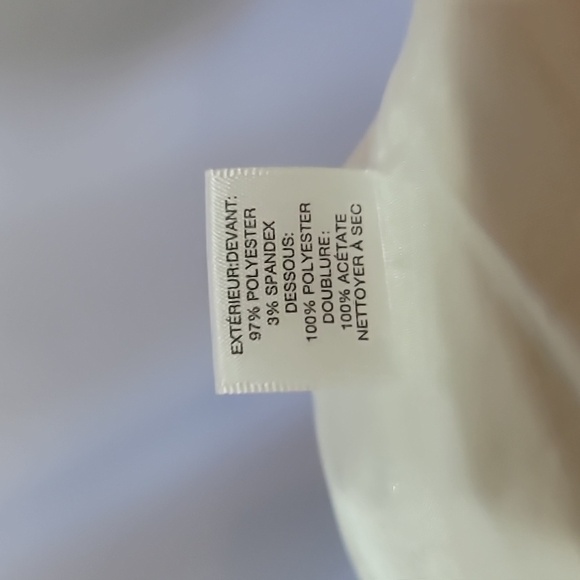 EXTÉRIEUR:DEVANT:
97% POLYESTER
3% SPANDEX
DESSOUS:
100% POLYESTER
DOUBLURE:
100% ACÉTATE
NETTOYER À SEC